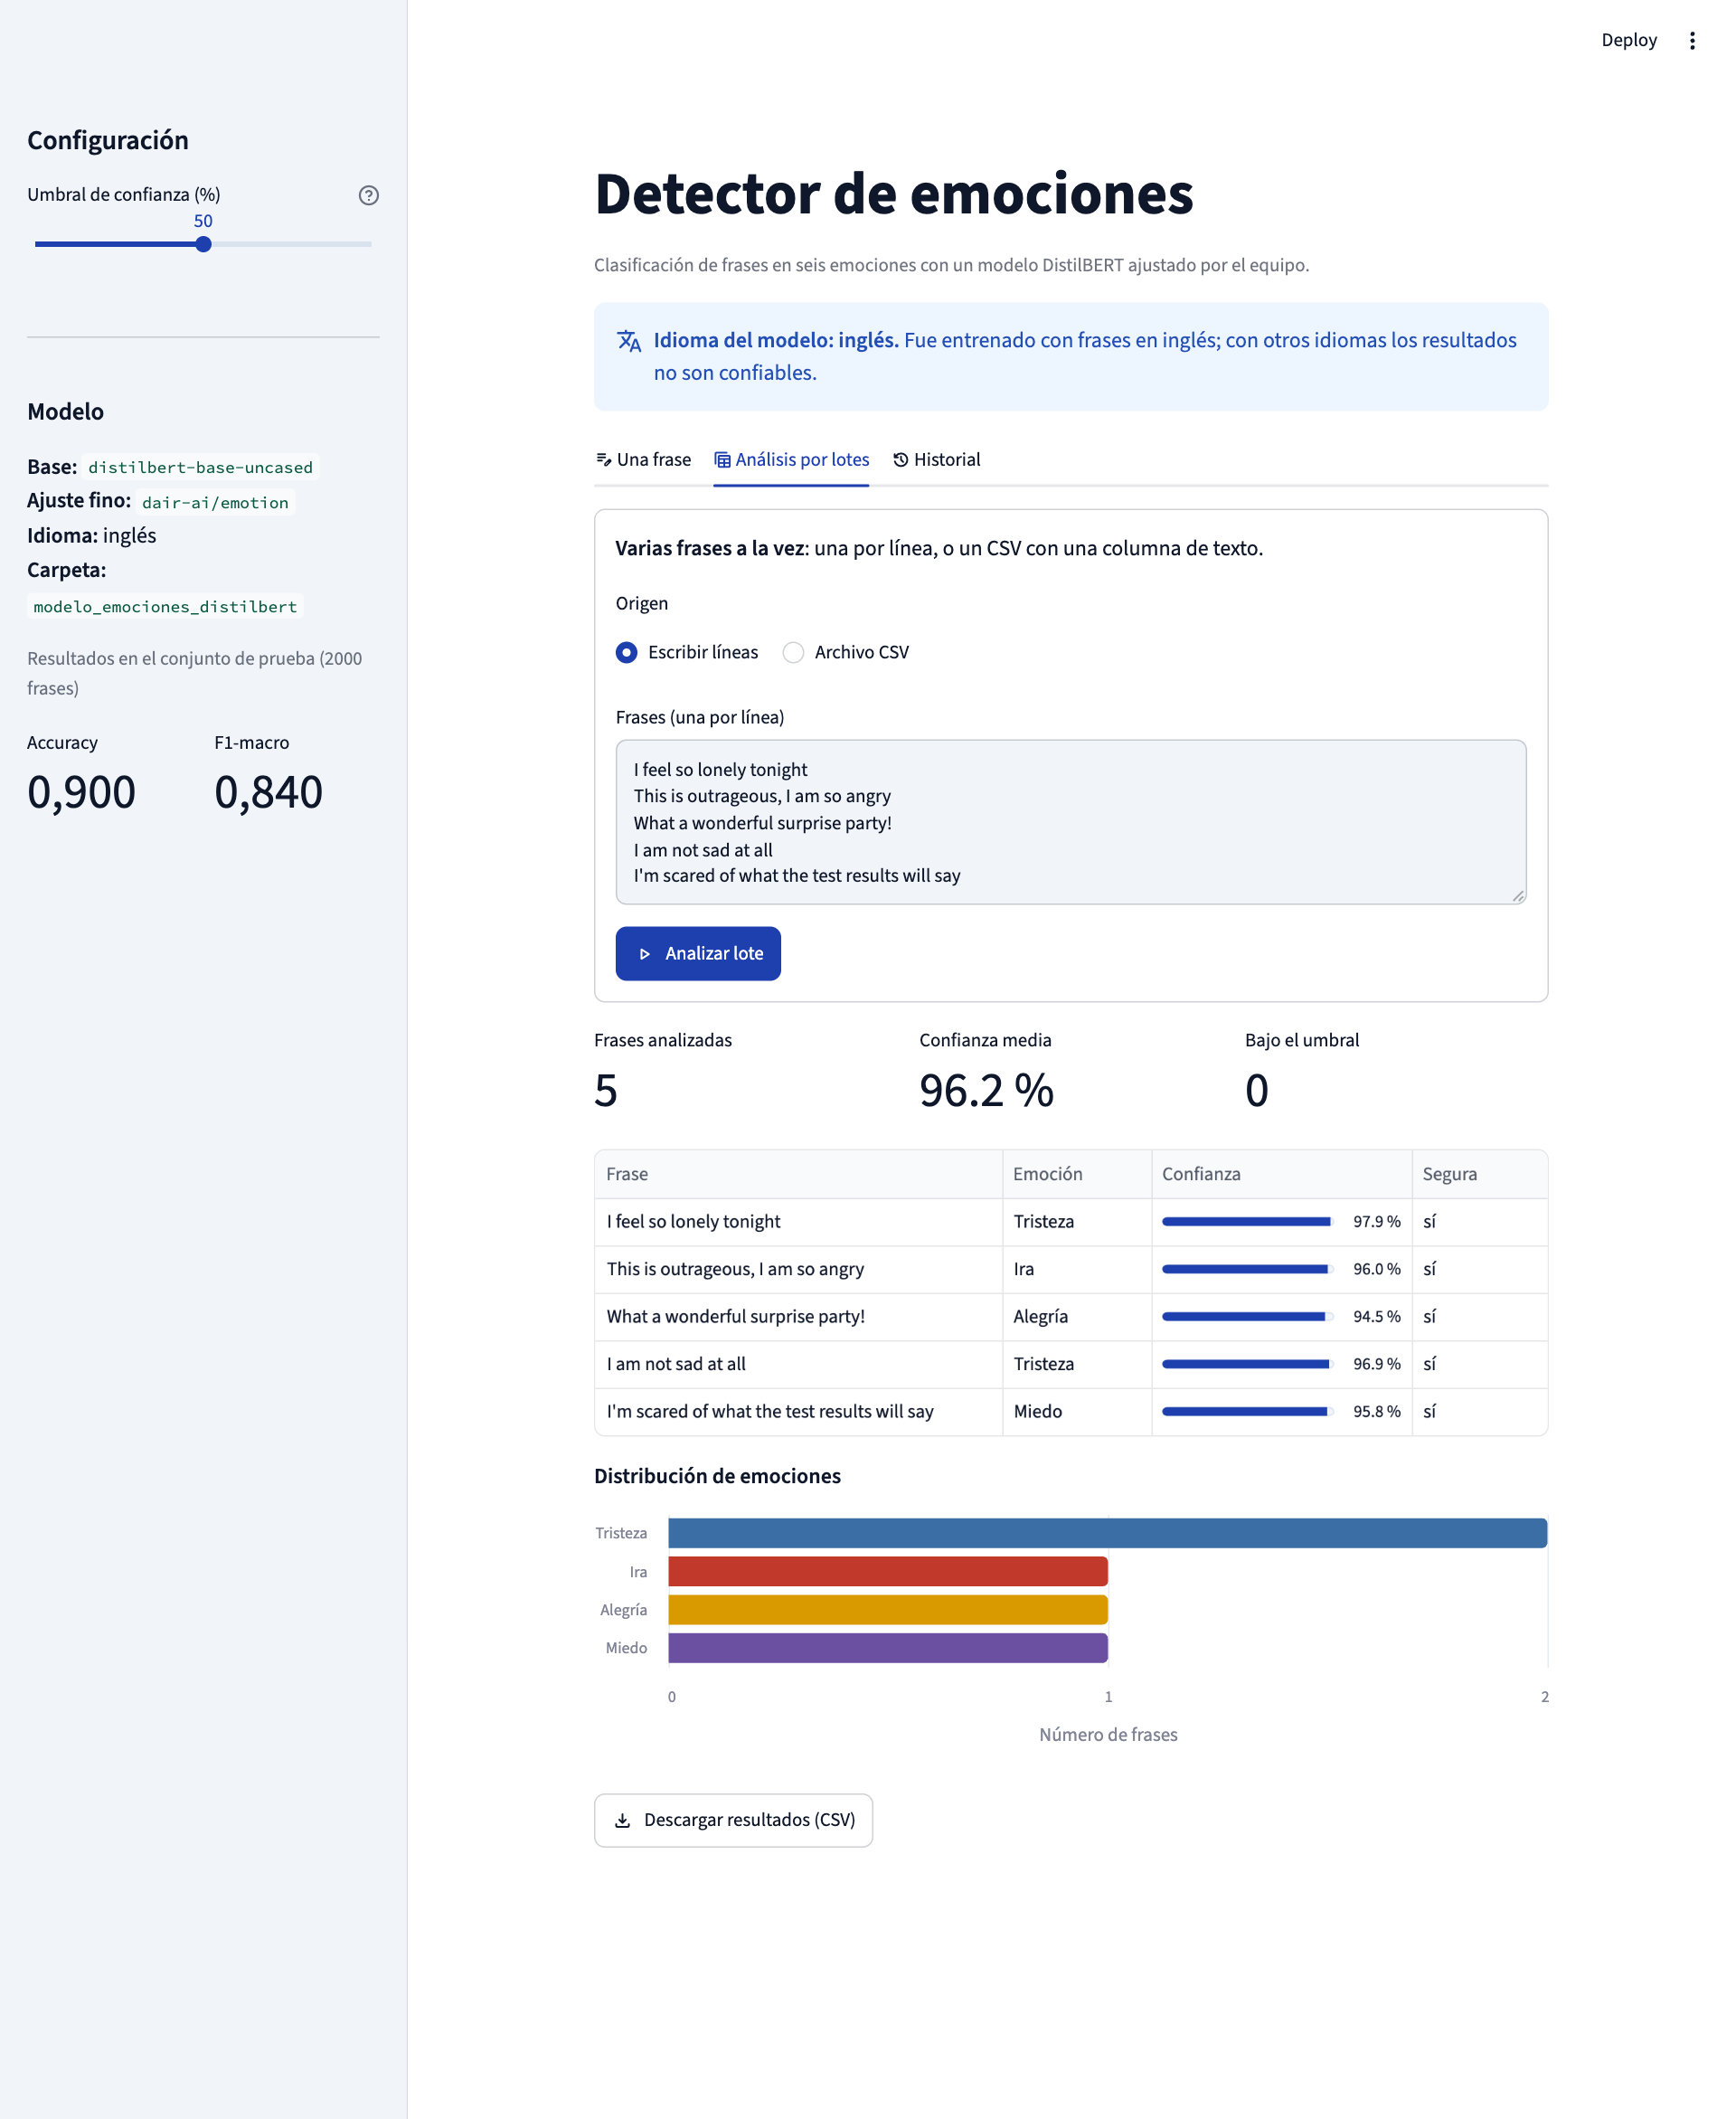 Deploy
Configuración
Umbral de confianza (%)
50
Modelo
Base: distilbert-base-uncased
Ajuste fino: dair-ai/emotion
Idioma: inglés
Carpeta:
modelo_emociones_distilbert
Resultados en el conjunto de prueba (2000
frases)
Accuracy F1-macro
0,900 0,840
Detector de emociones
Clasificación de frases en seis emociones con un modelo DistilBERT ajustado por el equipo.
Idioma del modelo: inglés. Fue entrenado con frases en inglés; con otros idiomas los resultados
no son confiables.
Una frase Análisis por lotes Historial
Varias frases a la vez: una por línea, o un CSV con una columna de texto.
Origen
Escribir líneas Archivo CSV
Frases (una por línea)
I feel so lonely tonight
This is outrageous, I am so angry
What a wonderful surprise party!
I am not sad at all
I'm scared of what the test results will say
Analizar lote
Frases analizadas Confianza media Bajo el umbral
5 96.2 % 0
Frase Emoción Confianza Segura
I feel so lonely tonight Tristeza 97.9 % sí
This is outrageous, I am so angry Ira 96.0 % sí
What a wonderful surprise party! Alegría 94.5 % sí
I am not sad at all Tristeza 96.9 % sí
I'm scared of what the test results will say Miedo 95.8 % sí
Distribución de emociones
Tristeza
Ira
Alegría
Miedo
0 1 2
Número de frases
Descargar resultados (CSV)